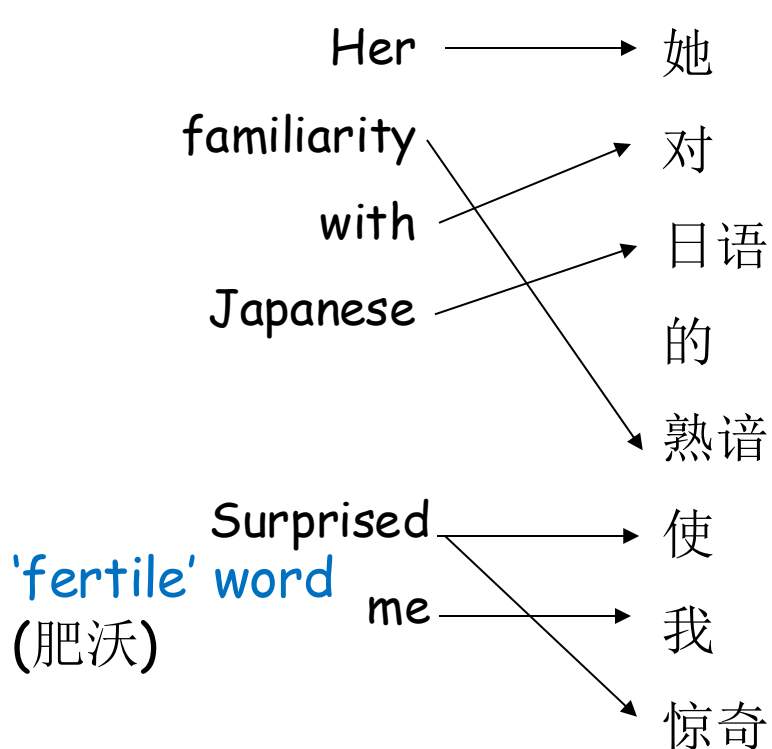 Her 她
familiarity 对
with 日语
Japanese 的
熟谙
Surprised 使
'fertile' word
me 我
(肥沃)
惊奇